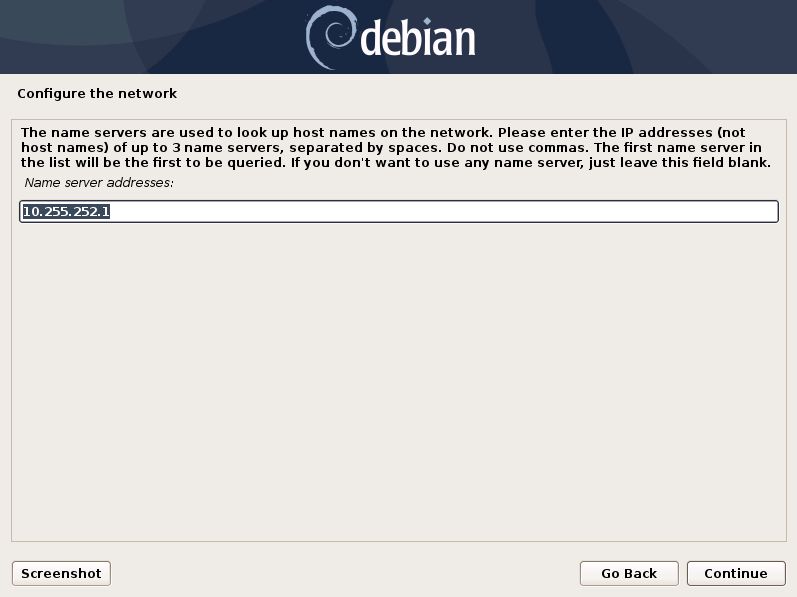 debian
Configure the network
The name servers are used to look up host names on the network. Please enter the IP addresses (not
host names) of up to 3 name servers, separated by spaces. Do not use commas. The first name server in
the list will be the first to be queried. If you don't want to use any name server, just leave this field blank.
Name server addresses:
10.255.252.1
Screenshot
Go Back
Continue